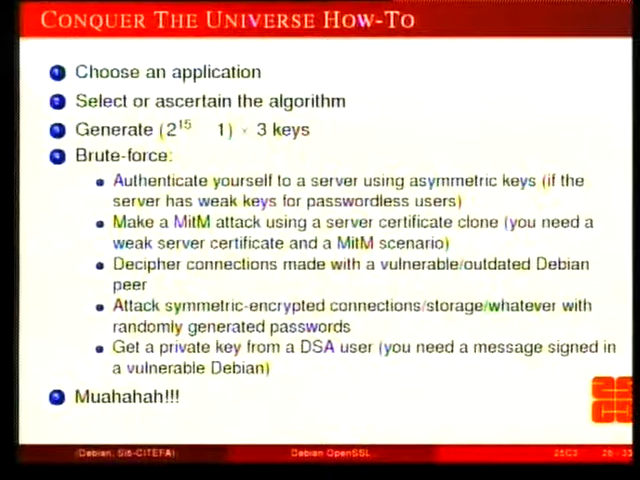 CONQUER THE UNIVERSE HOW-TO
Choose an application
Select or ascertain the algorithm
Generate (2^15 1) × 3 keys
Brute-force:
Authenticate yourself to a server using asymmetric keys (if the
server has weak keys for passwordless users)
Make a MitM attack using a server certificate clone (you need a
weak server certificate and a MitM scenario)
Decipher connections made with a vulnerable/outdated Debian
peer
Attack symmetric-encrypted connections/storage/whatever with
randomly generated passwords
Get a private key from a DSA user (you need a message signed in
a vulnerable Debian)
Muahahah!!!
(Debian, Si6-CITEFA)
Debian OpenSSL
25C3